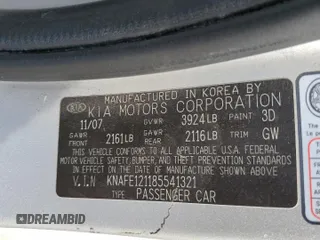 MANUFACTURED IN KOREA BY
KIA KIA MOTORS CORPORATION
11/07 GVWR 3924LB PAINT 3D
GAWR FRONT 2161LB GAWR REAR 2116LB TRIM GW
THIS VEHICLE CONFORMS TO ALL APPLICABLE U.S.A. FEDERAL
MOTOR VEHICLE SAFETY,BUMPER,AND THEFT PREVENTION
STANDARDS IN EFFECT ON THE DATE OF MANUFACTURE SHOWN ABOVE.
V.I.N KNAFE121185541321
TYPE PASSENGER CAR
DREAMBID